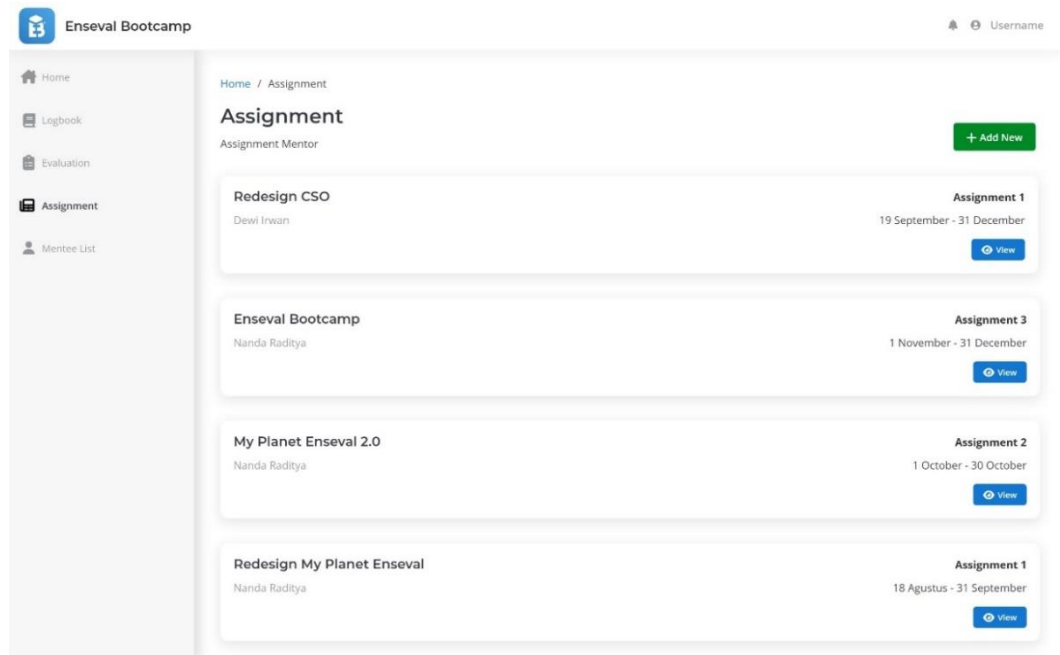 Enseval Bootcamp
Username
Home
Logbook
Evaluation
Assignment
Mentee List
Home / Assignment
Assignment
Assignment Mentor
+ Add New
Redesign CSO
Dewi Irwan
Assignment 1
19 September - 31 December
View
Enseval Bootcamp
Nanda Raditya
Assignment 3
1 November - 31 December
View
My Planet Enseval 2.0
Nanda Raditya
Assignment 2
1 October - 30 October
View
Redesign My Planet Enseval
Nanda Raditya
Assignment 1
18 Agustus - 31 September
View